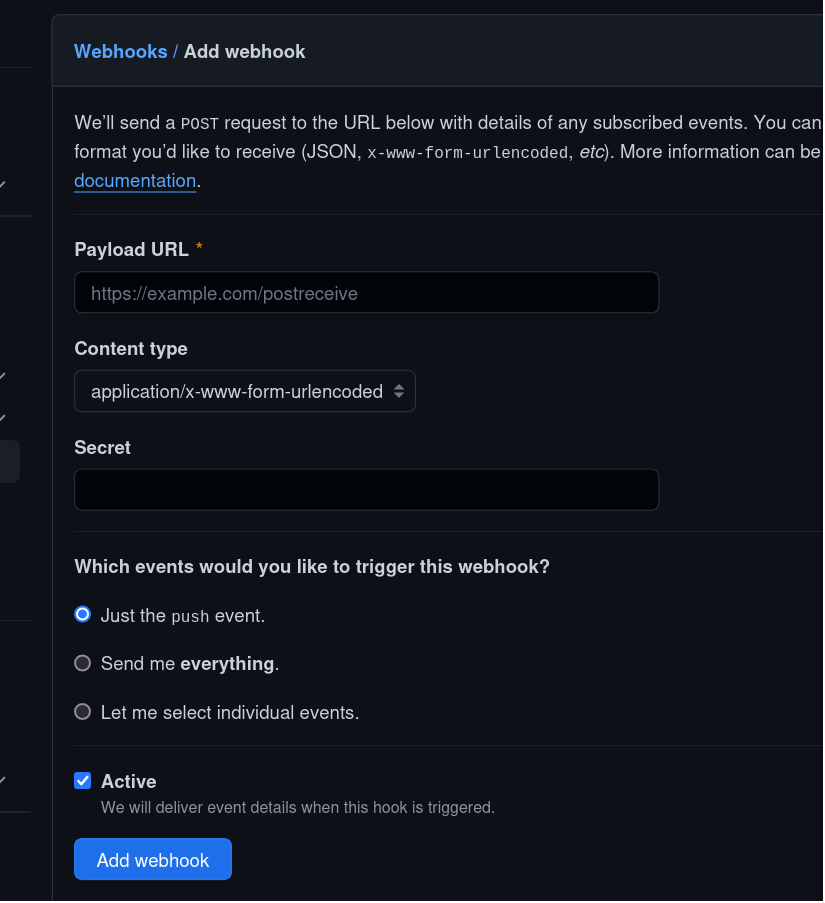 Webhooks / Add webhook
We’ll send a POST request to the URL below with details of any subscribed events. You can
format you’d like to receive (JSON, x-www-form-urlencoded, etc). More information can be
documentation.
Payload URL *
https://example.com/postreceive
Content type
application/x-www-form-urlencoded
Secret
Which events would you like to trigger this webhook?
Just the push event.
Send me everything.
Let me select individual events.
Active
We will deliver event details when this hook is triggered.
Add webhook